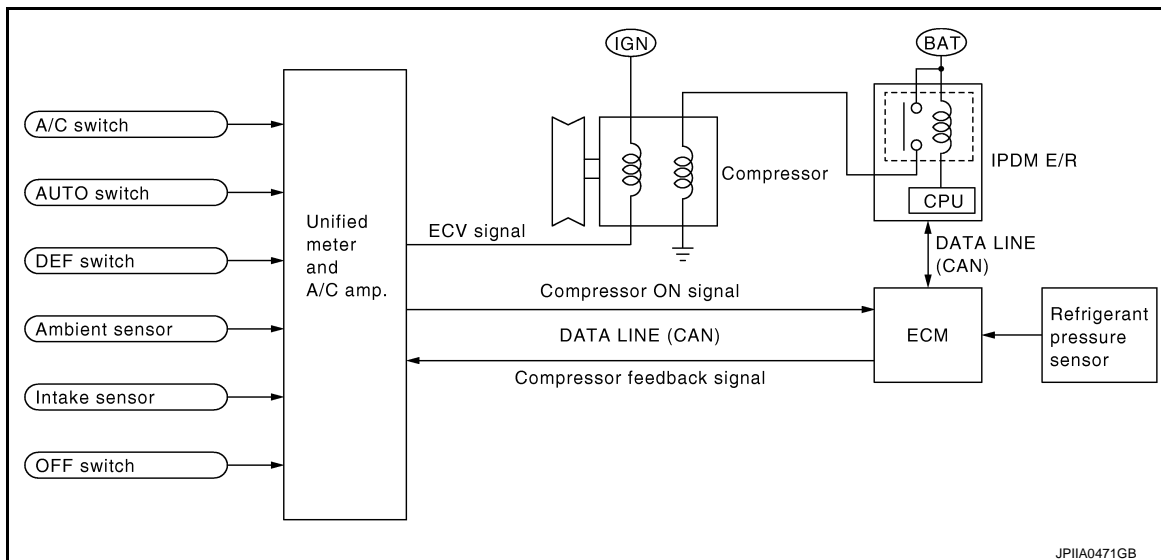 IGN
BAT
A/C switch
AUTO switch
DEF switch
Ambient sensor
Intake sensor
OFF switch
Unified
meter
and
A/C amp.
ECV signal
Compressor
IPDM E/R
CPU
DATA LINE
(CAN)
Compressor ON signal
DATA LINE (CAN)
Compressor feedback signal
ECM
Refrigerant
pressure
sensor
JPIIA0471GB